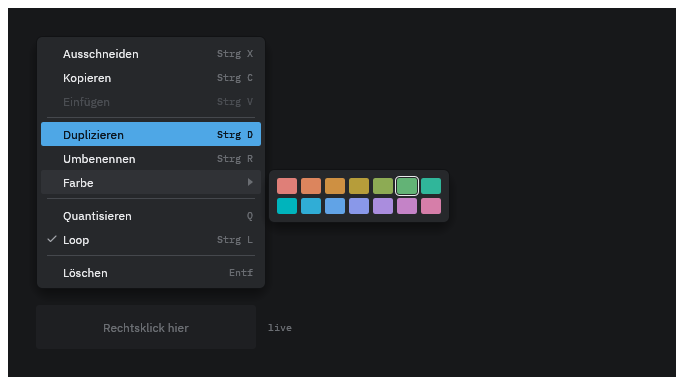 Ausschneiden Strg X
Kopieren Strg C
Einfügen Strg V
Duplizieren Strg D
Umbenennen Strg R
Farbe
Quantisieren Q
Loop Strg L
Löschen Entf
Rechtsklick hier live